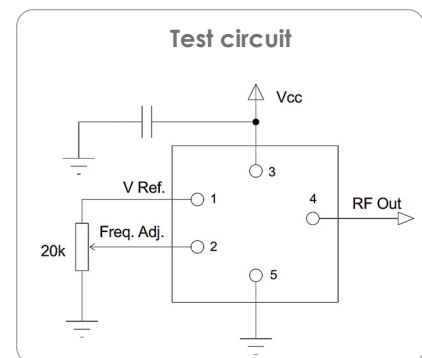 Test circuit
Vcc
3
V Ref.
1
4
RF Out
Freq. Adj.
2
20k
5